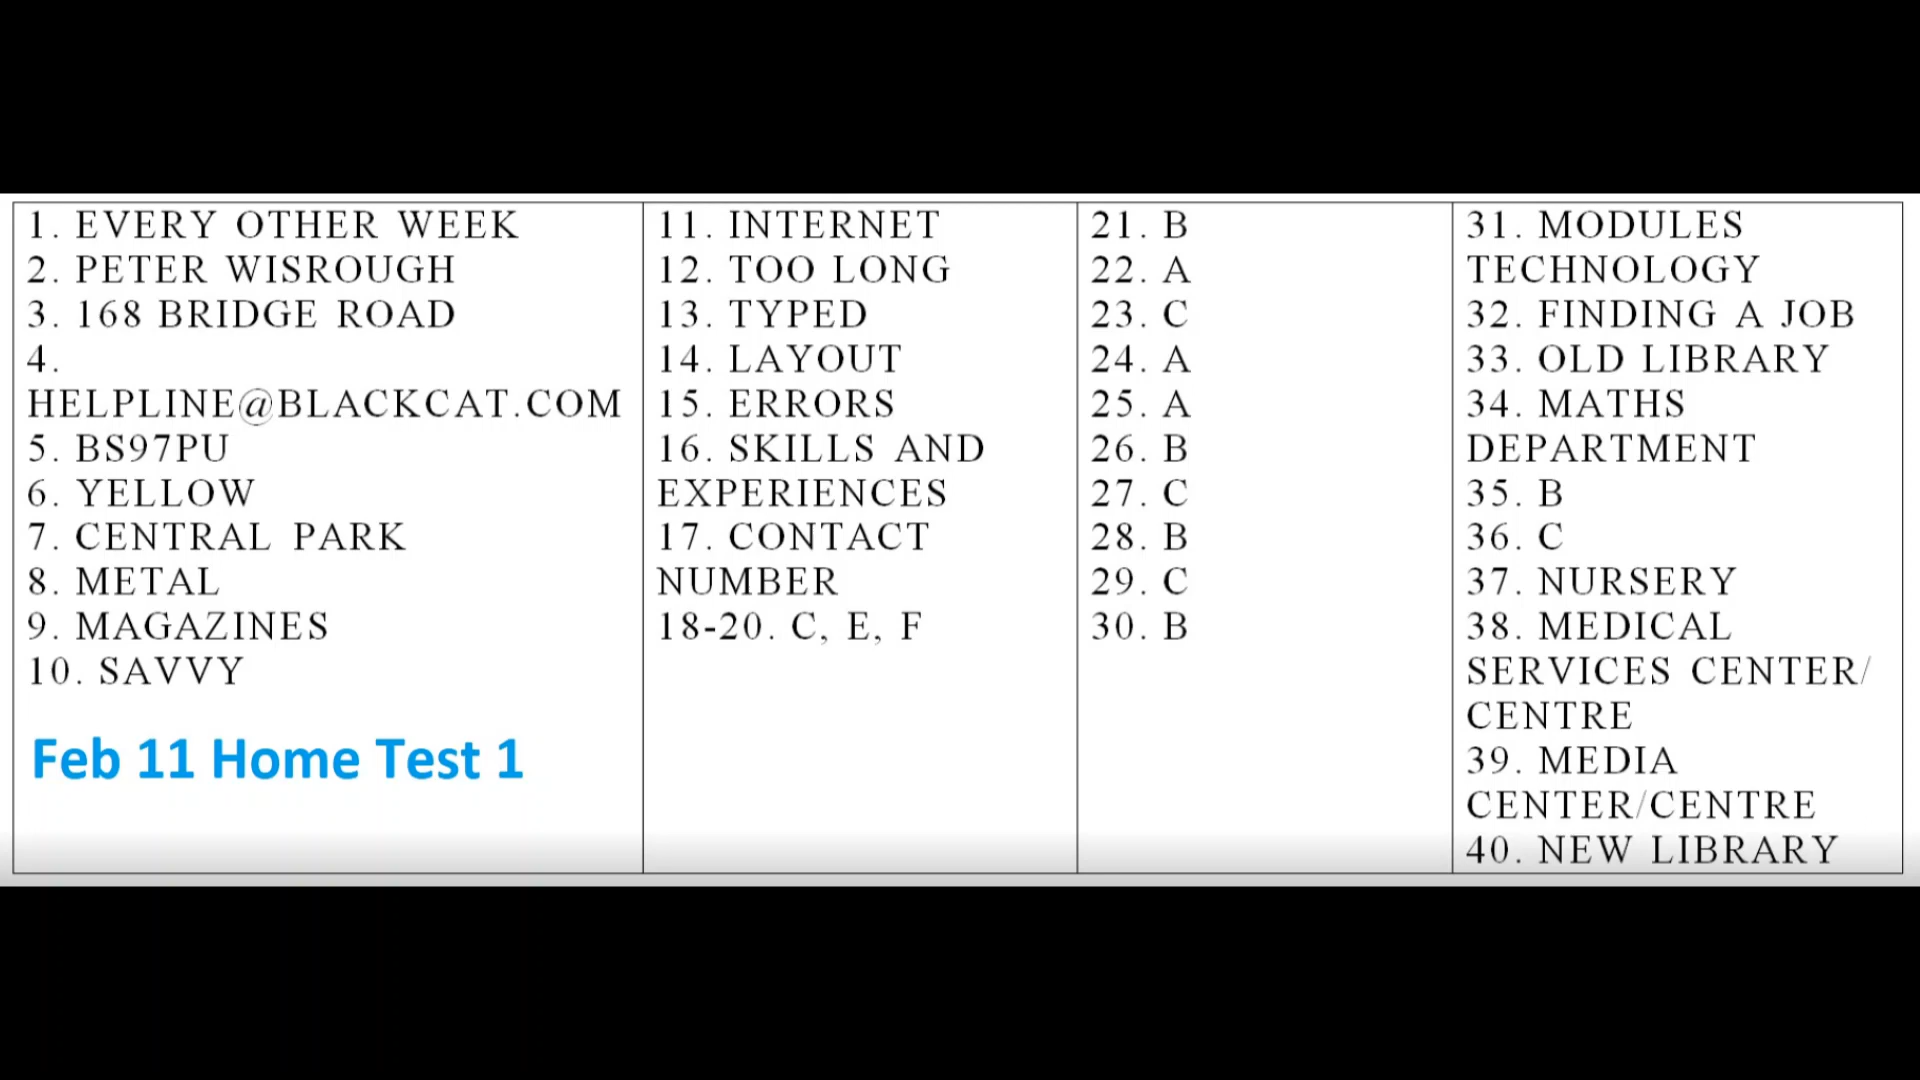 1. EVERY OTHER WEEK
2. PETER WISROUGH
3. 168 BRIDGE ROAD
4.
HELPLINE@BLACKCAT.COM
5. BS97PU
6. YELLOW
7. CENTRAL PARK
8. METAL
9. MAGAZINES
10. SAVVY
Feb 11 Home Test 1
11. INTERNET
12. TOO LONG
13. TYPED
14. LAYOUT
15. ERRORS
16. SKILLS AND
EXPERIENCES
17. CONTACT
NUMBER
18-20. C, E, F
21. B
22. A
23. C
24. A
25. A
26. B
27. C
28. B
29. C
30. B
31. MODULES
TECHNOLOGY
32. FINDING A JOB
33. OLD LIBRARY
34. MATHS
DEPARTMENT
35. B
36. C
37. NURSERY
38. MEDICAL
SERVICES CENTER/
CENTRE
39. MEDIA
CENTER/CENTRE
40. NEW LIBRARY